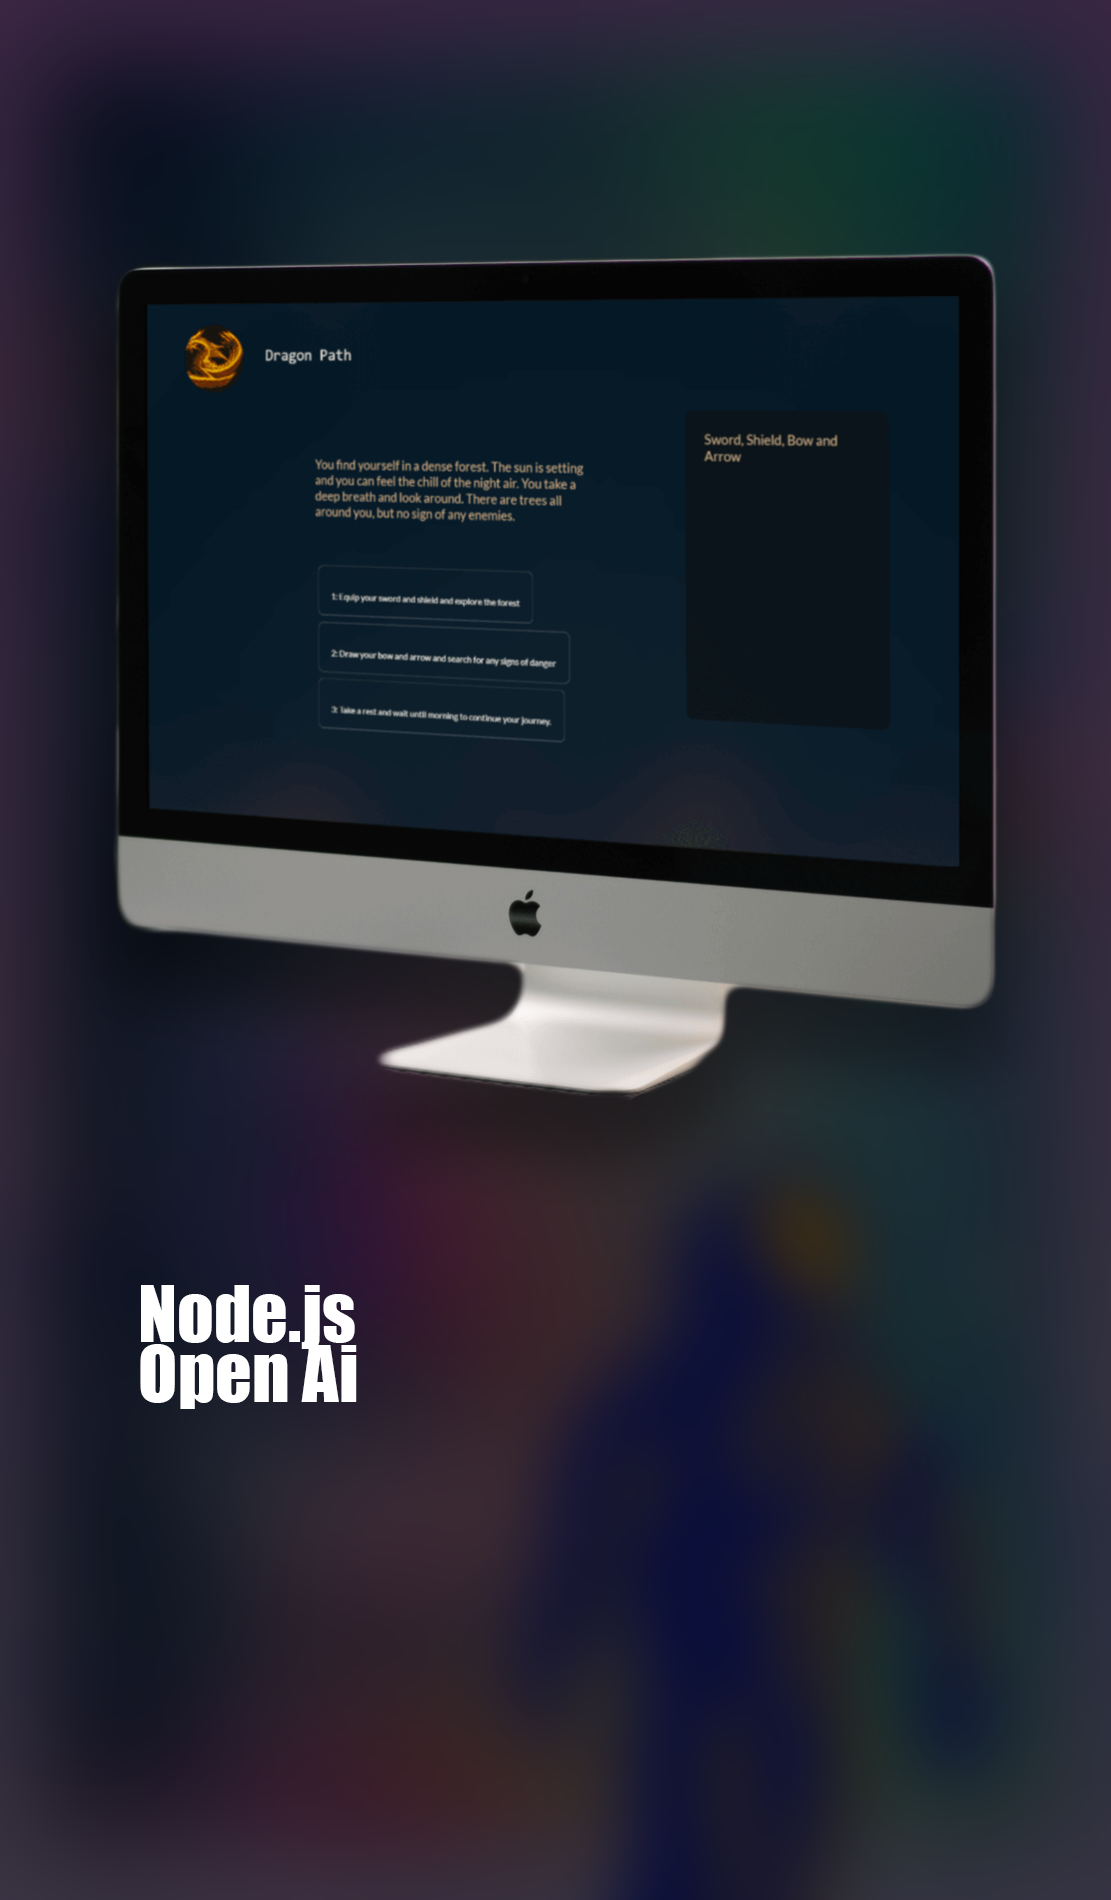 Dragon Path
Sword, Shield, Bow and
Arrow
You find yourself in a dense forest. The sun is setting
and you can feel the chill of the night air. You take a
deep breath and look around. There are trees all
around you, but no sign of any enemies.
1: Equip your sword and shield and explore the forest
2: Draw your bow and arrow and search for any signs of danger
3: Take a rest and wait until morning to continue your journey.
Node.js
Open Ai